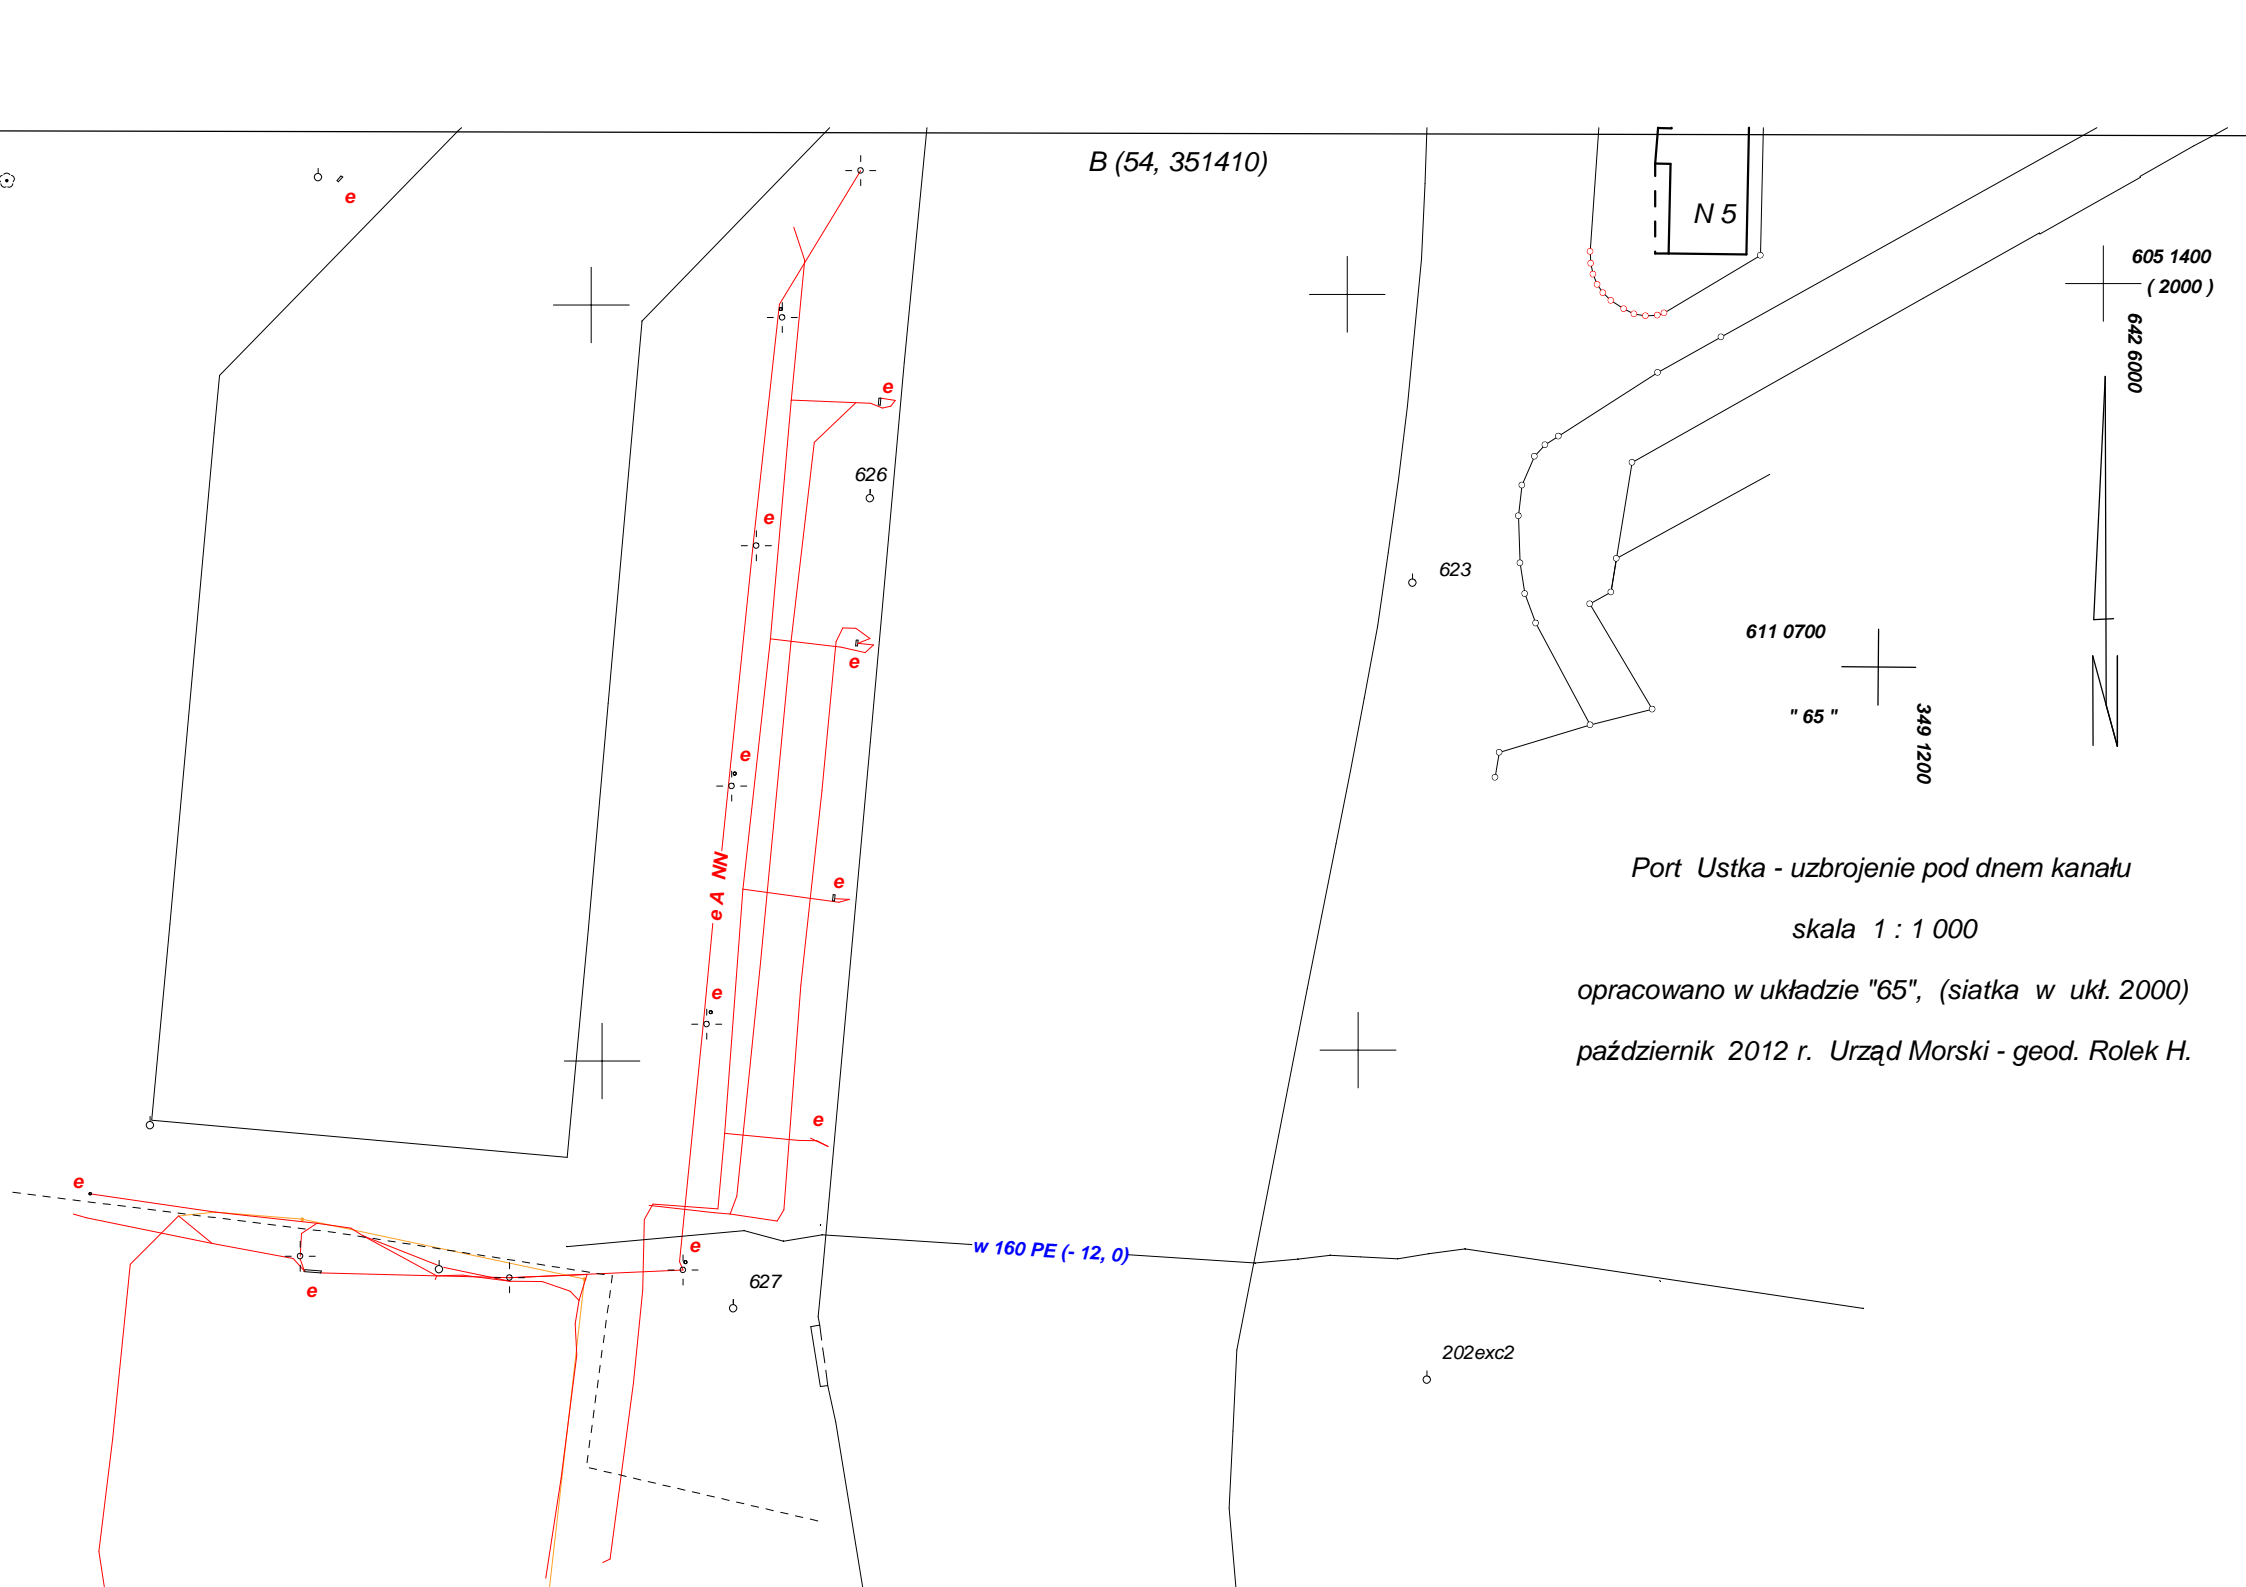 B (54, 351410)
N 5
605 1400
( 2000 )
642 6000
e
e
626
e
623
611 0700
e
" 65 "
349 1200
e
e A NN
e
Port Ustka - uzbrojenie pod dnem kanału
skala 1 : 1 000
opracowano w układzie "65", (siatka w ukł. 2000)
październik 2012 r. Urząd Morski - geod. Rolek H.
e
e
e
e
w 160 PE (- 12, 0)
627
e
202exc2